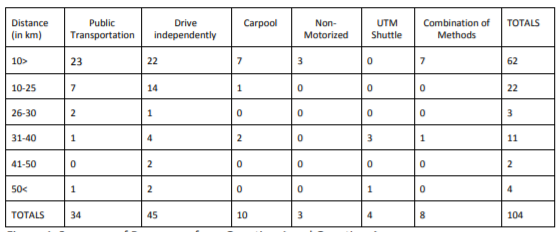 Distance (in km) Public Transportation Drive independently Carpool Non-Motorized UTM Shuttle Combination of Methods TOTALS
10> 23 22 7 3 0 7 62
10-25 7 14 1 0 0 0 22
26-30 2 1 0 0 0 0 3
31-40 1 4 2 0 3 1 11
41-50 0 2 0 0 0 0 2
50< 1 2 0 0 1 0 4
TOTALS 34 45 10 3 4 8 104